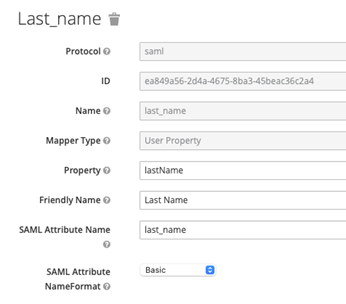 Last_name
Protocol saml
ID ea849a56-2d4a-4675-8ba3-45beac36c2a4
Name last_name
Mapper Type User Property
Property lastName
Friendly Name Last Name
SAML Attribute Name last_name
SAML Attribute Basic
NameFormat